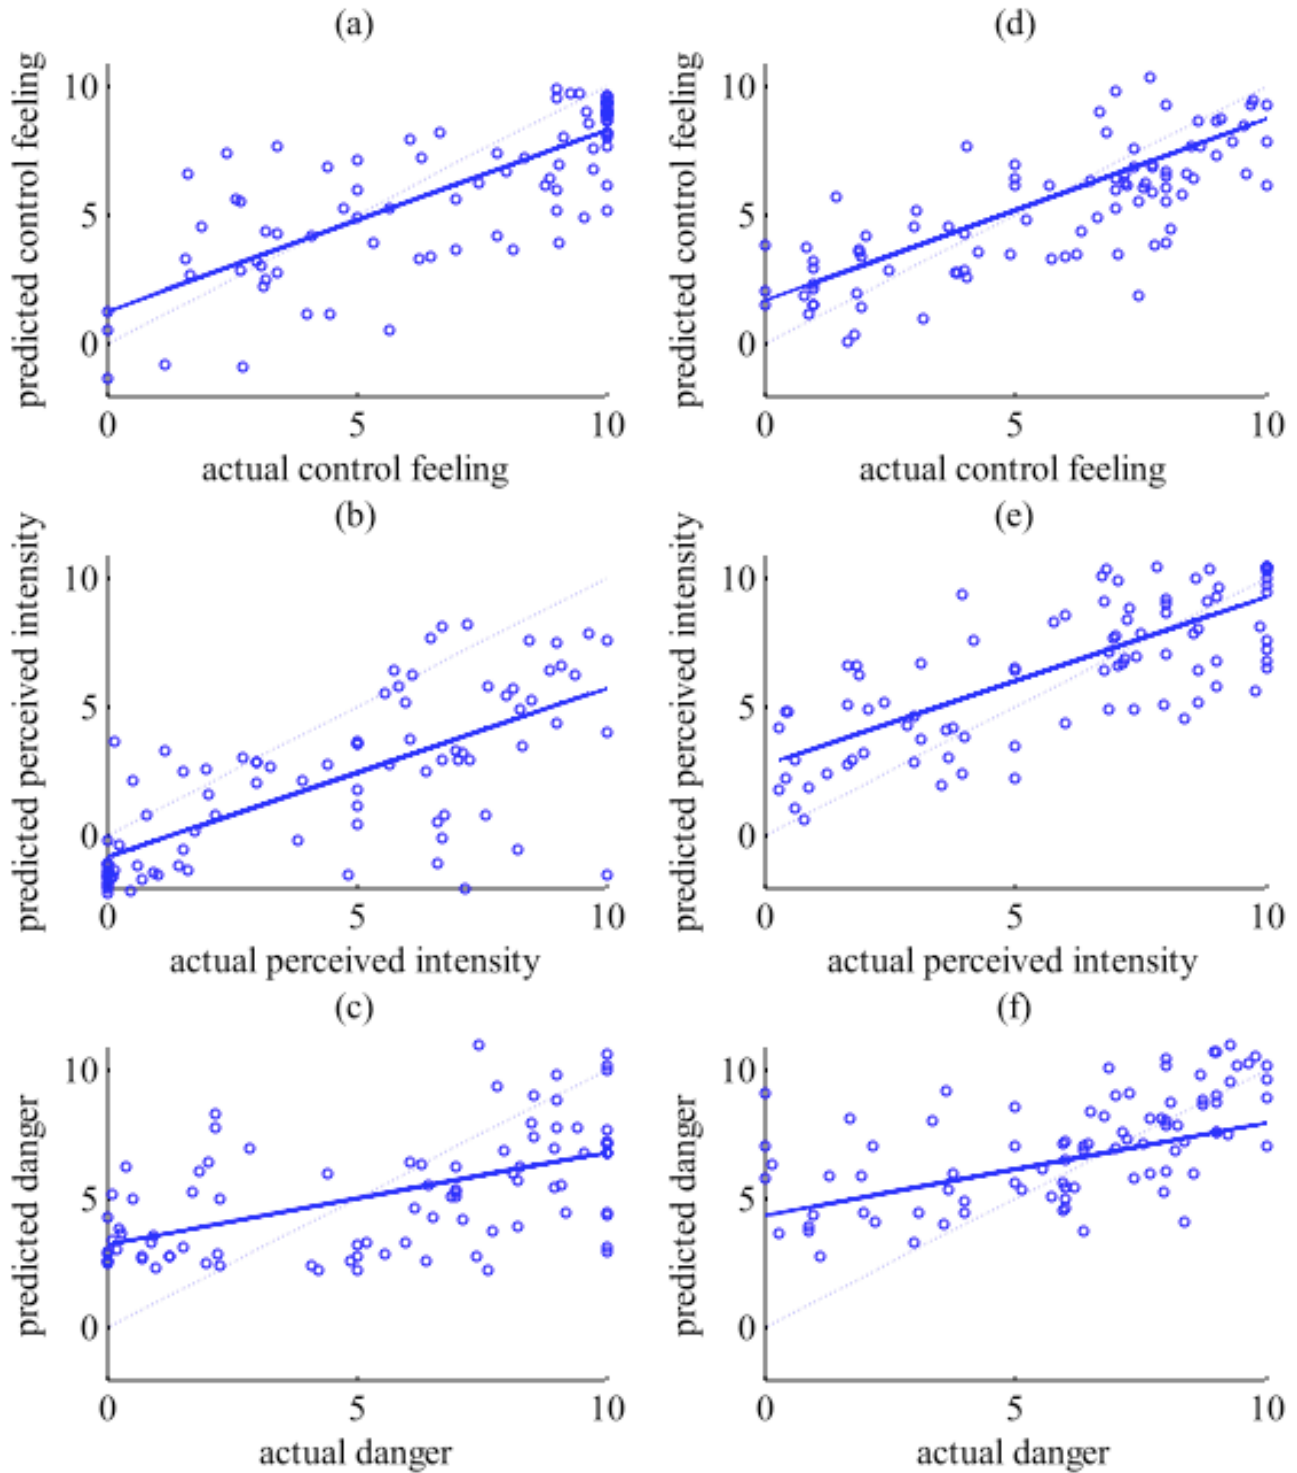 (a)
predicted control feeling
10
5
0
0 5 10
actual control feeling
(d)
predicted control feeling
10
5
0
0 5 10
actual control feeling
(b)
predicted perceived intensity
10
5
0
0 5 10
actual perceived intensity
(e)
predicted perceived intensity
10
5
0
0 5 10
actual perceived intensity
(c)
predicted danger
10
5
0
0 5 10
actual danger
(f)
predicted danger
10
5
0
0 5 10
actual danger